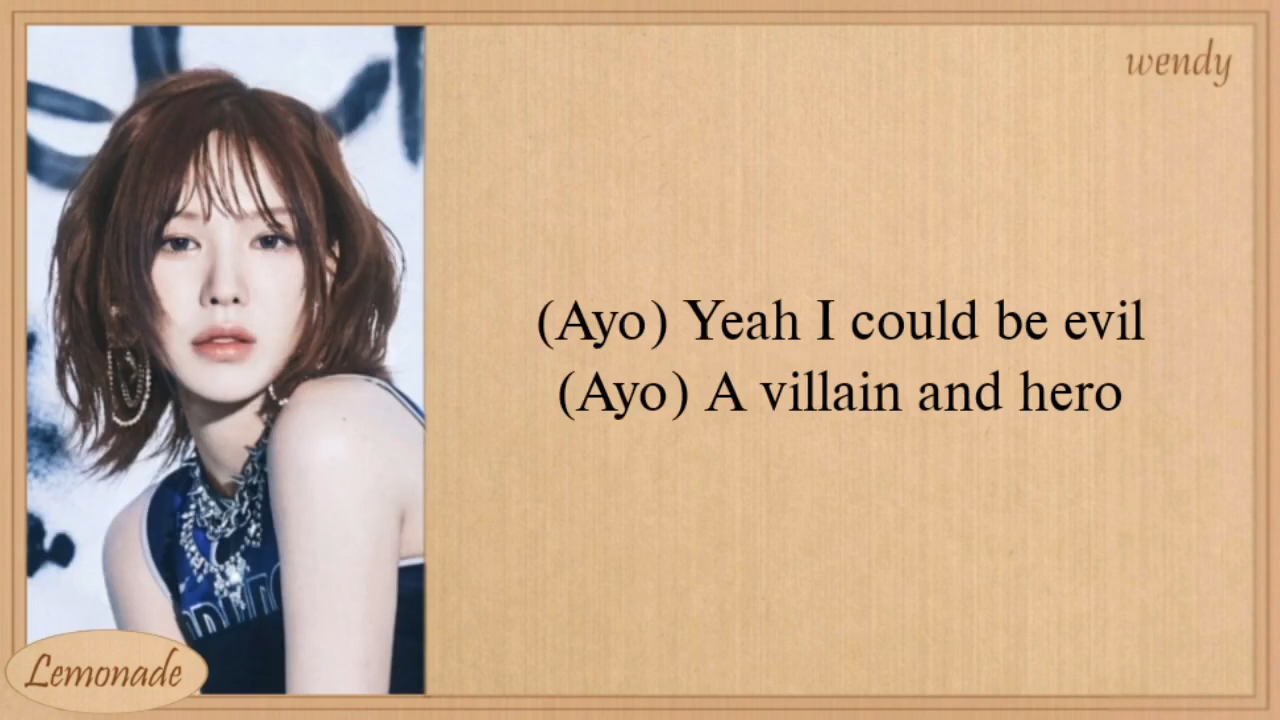 wendy
(Ayo) Yeah I could be evil
(Ayo) A villain and hero
Lemonade